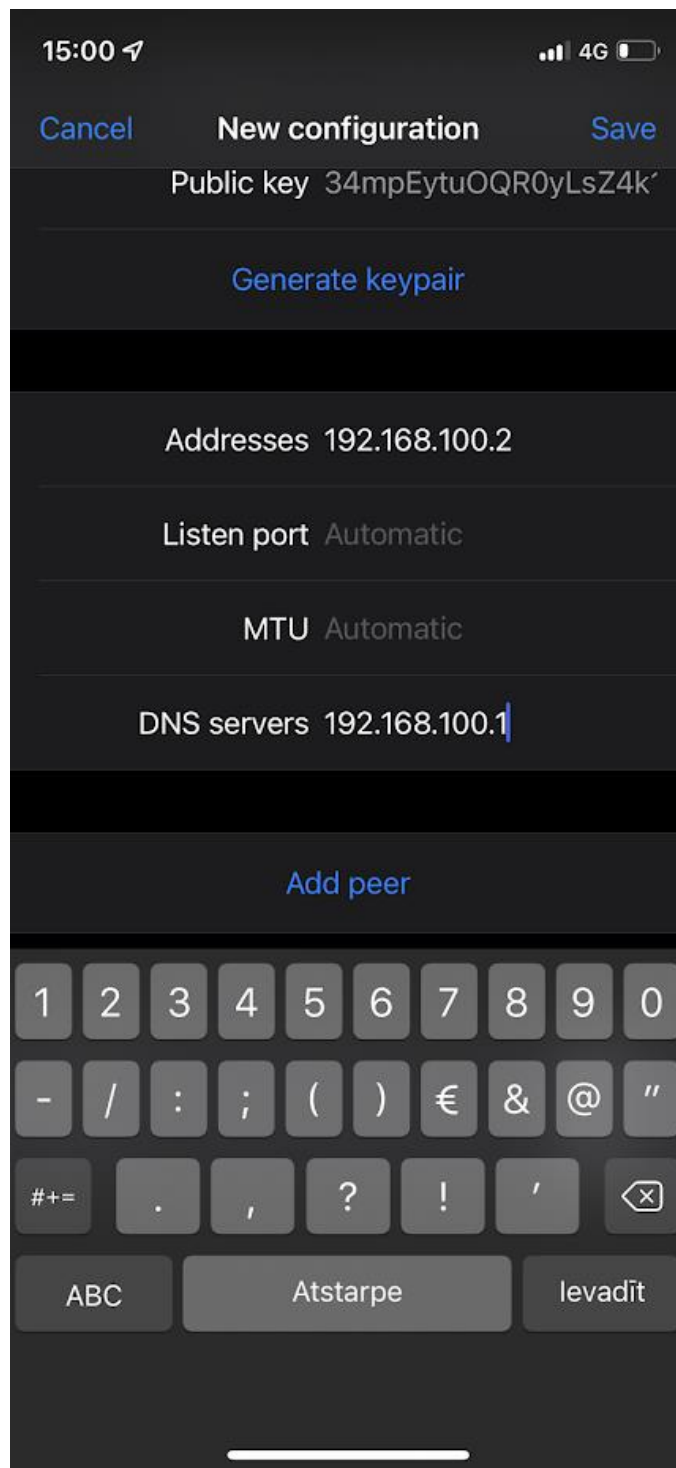 15:00 4G
Cancel New configuration Save
Public key 34mpEytuOQR0yLsZ4k
Generate keypair
Addresses 192.168.100.2
Listen port Automatic
MTU Automatic
DNS servers 192.168.100.1
Add peer
1 2 3 4 5 6 7 8 9 0
- / : ; ( ) € & @ "
#+= . , ? ! '
ABC Atstarpe Ievadīt